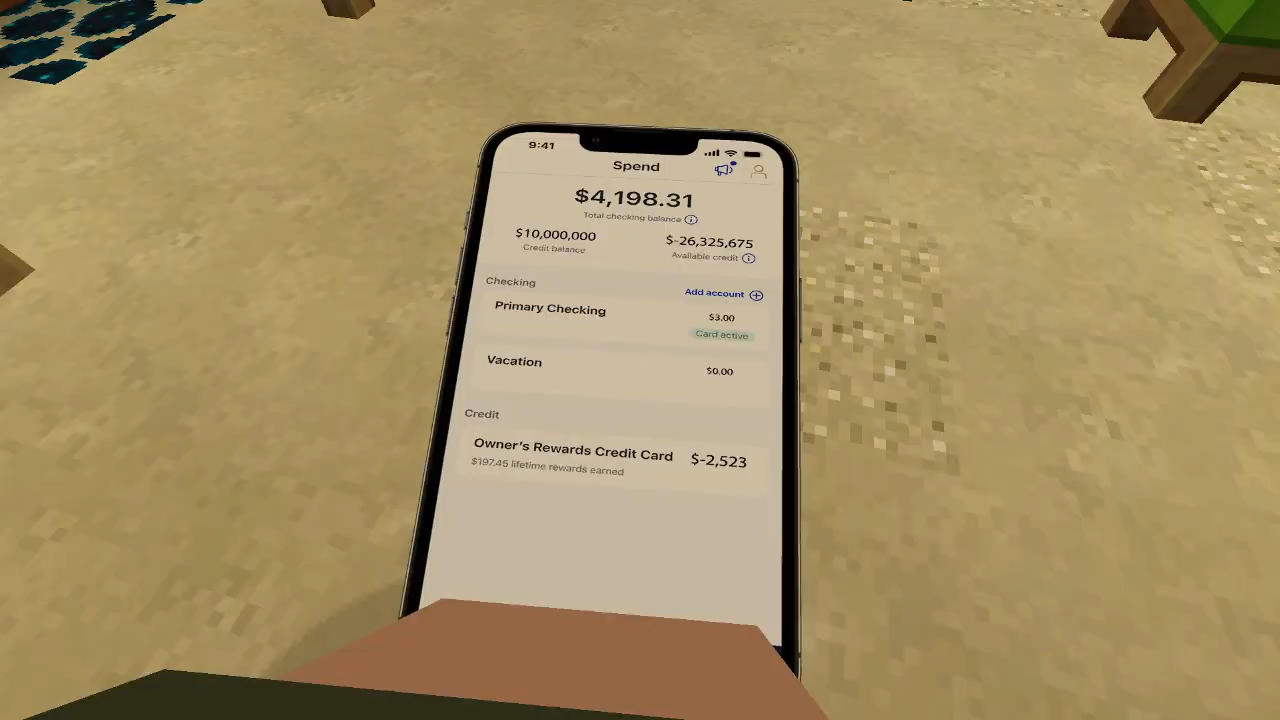 9:41
Spend
$4,198.31
Total checking balance
$10,000,000 $-26,325,675
Credit balance Available credit
Checking Add account
Primary Checking $3.00
Card active
Vacation $0.00
Credit
Owner's Rewards Credit Card $-2,523
$197.45 lifetime rewards earned